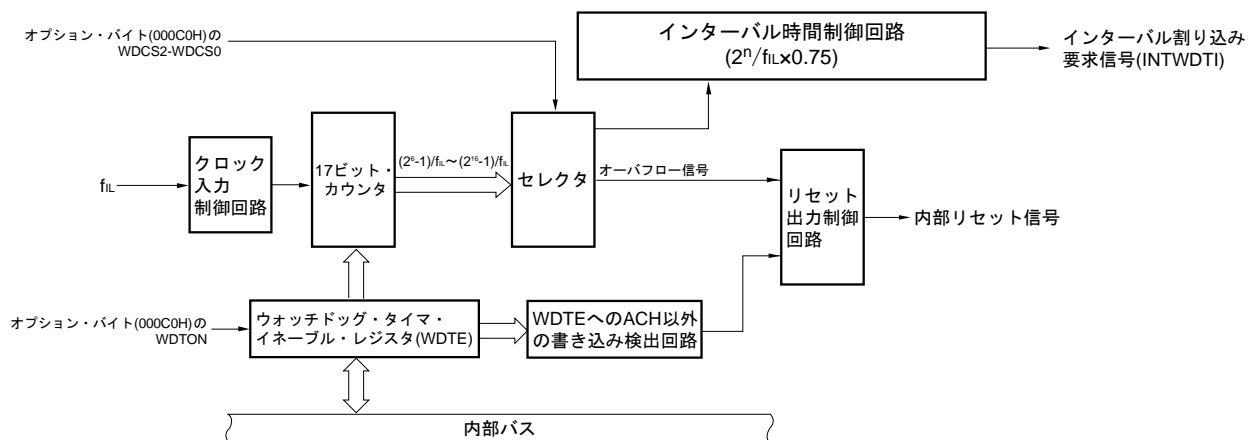 オプション・バイト(000C0H)の
WDCS2-WDCS0
インターバル時間制御回路
(2ⁿ/fIL×0.75)
インターバル割り込み
要求信号(INTWDTI)
fIL
クロック
入力
制御回路
17ビット・
カウンタ
(2⁶-1)/fIL～(2¹⁶-1)/fIL
セレクタ
オーバフロー信号
リセット
出力制御
回路
内部リセット信号
オプション・バイト(000C0H)の
WDTON
ウォッチドッグ・タイマ・
イネーブル・レジスタ(WDTE)
WDTEへのACH以外
の書き込み検出回路
内部バス